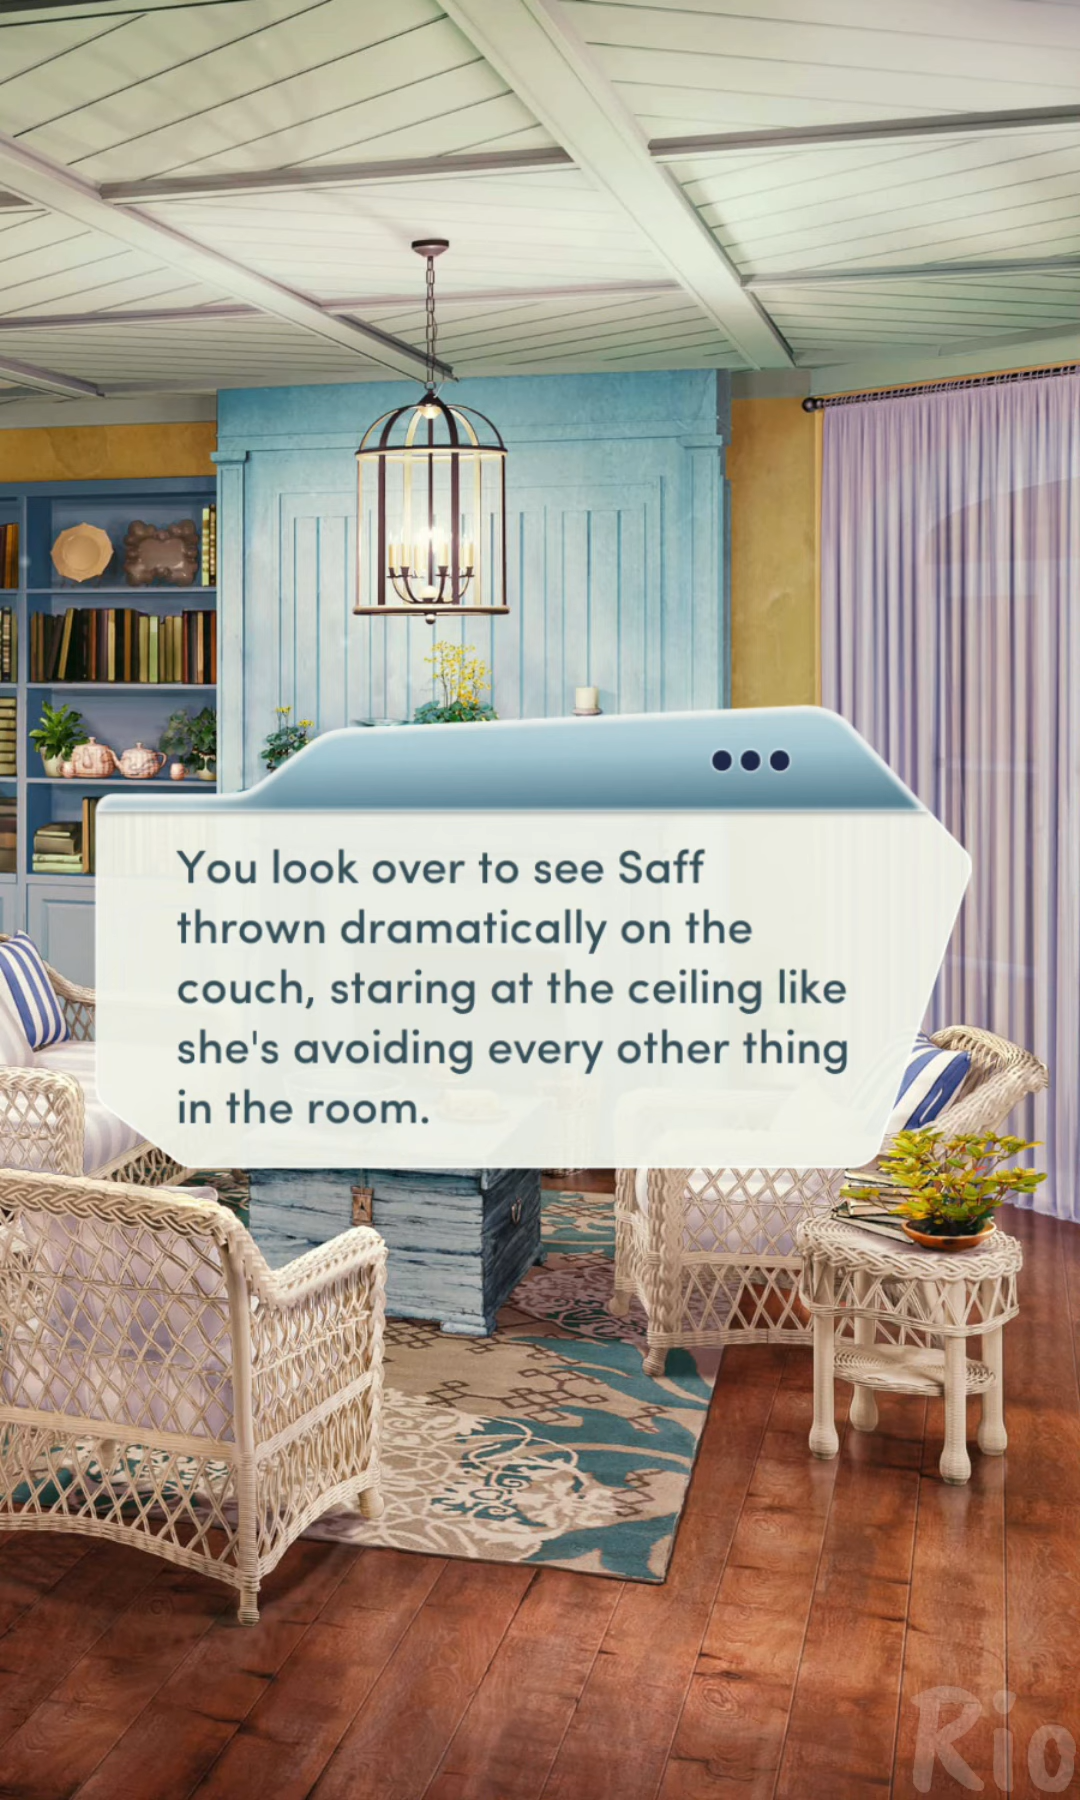 You look over to see Saff
thrown dramatically on the
couch, staring at the ceiling like
she's avoiding every other thing
in the room.
Rio